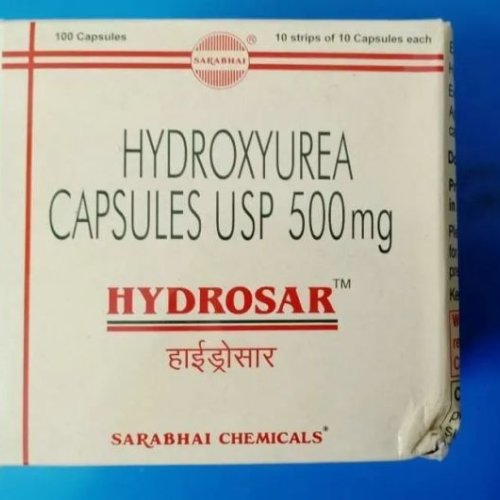 100 Capsules
SARABHAI
®
10 strips of 10 Capsules each
HYDROXYUREA
CAPSULES USP 500mg
HYDROSAR™
हाईड्रोसार
SARABHAI CHEMICALS®